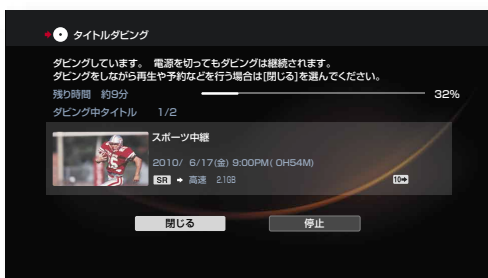 タイトルダビング
ダビングしています。 電源を切ってもダビングは継続されます。
ダビングをしながら再生や予約などを行う場合は[閉じる]を選んでください。
残り時間 約9分 32%
ダビング中タイトル 1/2
スポーツ中継
2010/ 6/17(金) 9:00PM( 0H54M)
SR ➡ 高速 2.1GB 10➡
閉じる 停止